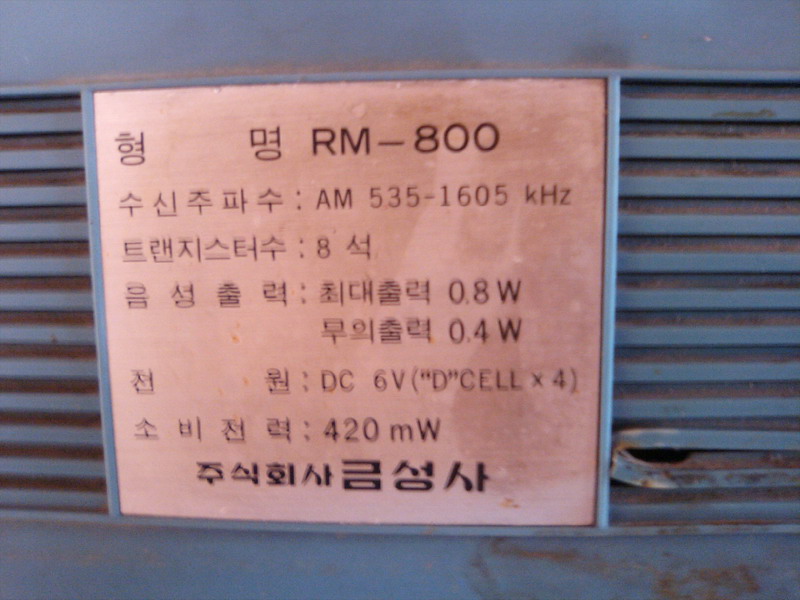 형 명 RM-800
수신주파수 : AM 535-1605 kHz
트랜지스터수 : 8 석
음 성 출 력 : 최대출력 0.8W
무의출력 0.4W
전 원 : DC 6V("D"CELL × 4)
소 비 전 력 : 420 mW
주식회사 금성사